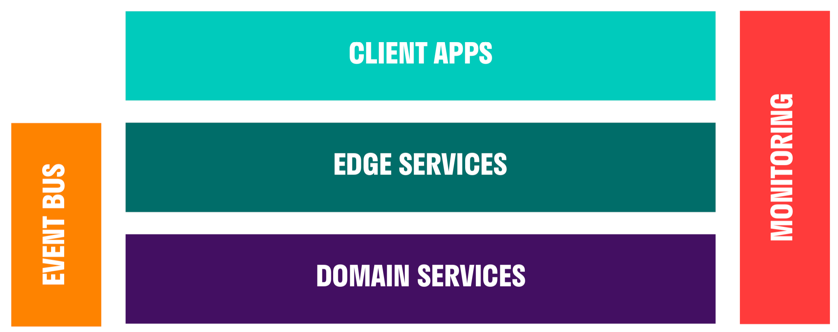 CLIENT APPS
EDGE SERVICES
DOMAIN SERVICES
EVENT BUS
MONITORING